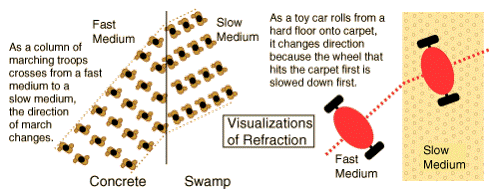 Fast
Medium
Slow
Medium
As a column of
marching troops
crosses from a fast
medium to a
slow medium,
the direction
of march
changes.
Concrete
Swamp
As a toy car rolls from a
hard floor onto carpet,
it changes direction
because the wheel that
hits the carpet first is
slowed down first.
Visualizations
of Refraction
Fast
Medium
Slow
Medium